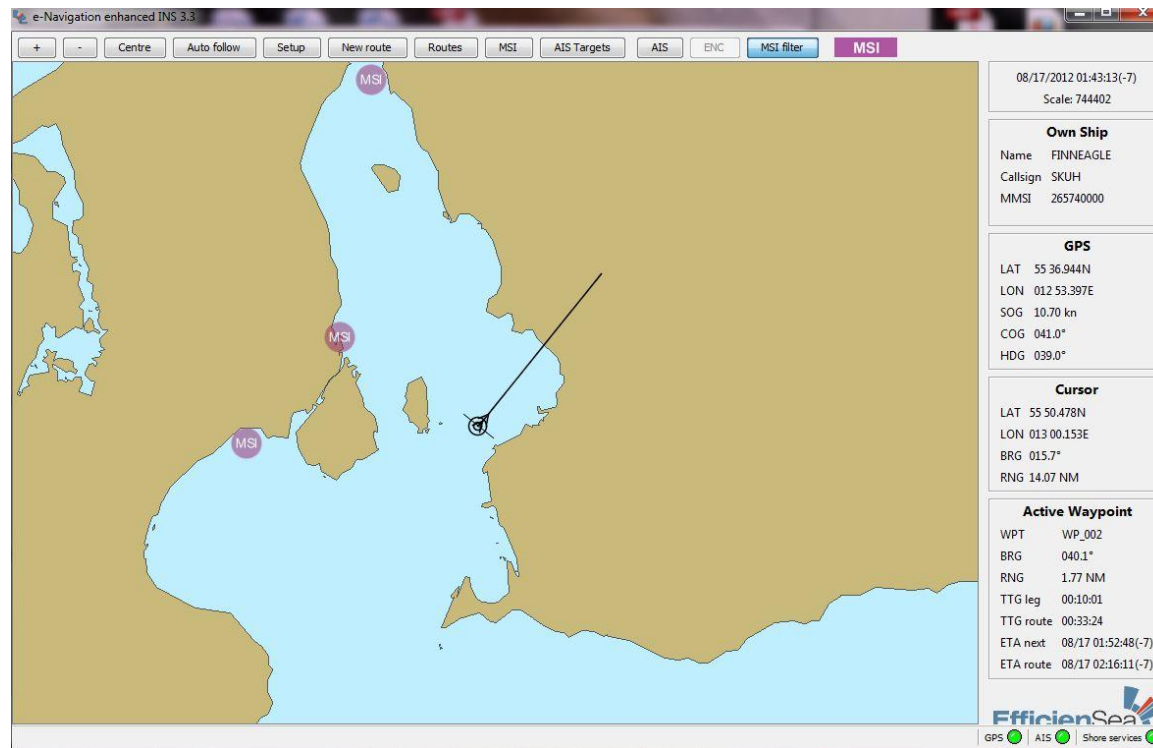 e-Navigation enhanced INS 3.3
+ - Centre Auto follow Setup New route Routes MSI AIS Targets AIS ENC MSI filter MSI
MSI
MSI
MSI
08/17/2012 01:43:13(-7)
Scale: 744402
Own Ship
Name FINNEAGLE
Callsign SKUH
MMSI 265740000
GPS
LAT 55 36.944N
LON 012 53.397E
SOG 10.70 kn
COG 041.0°
HDG 039.0°
Cursor
LAT 55 50.478N
LON 013 00.153E
BRG 015.7°
RNG 14.07 NM
Active Waypoint
WPT WP_002
BRG 040.1°
RNG 1.77 NM
TTG leg 00:10:01
TTG route 00:33:24
ETA next 08/17 01:52:48(-7)
ETA route 08/17 02:16:11(-7)
EfficienSea
GPS AIS Shore services